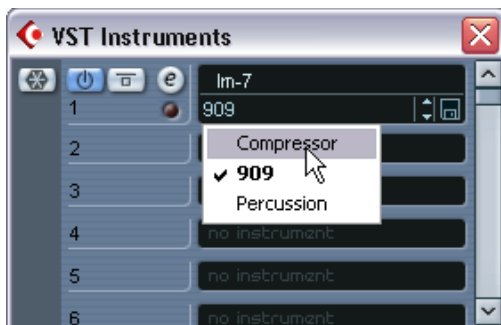 VST Instruments
e
lm-7
1
909
Compressor
2
✓ 909
3
Percussion
4
no instrument
5
no instrument
6
no instrument